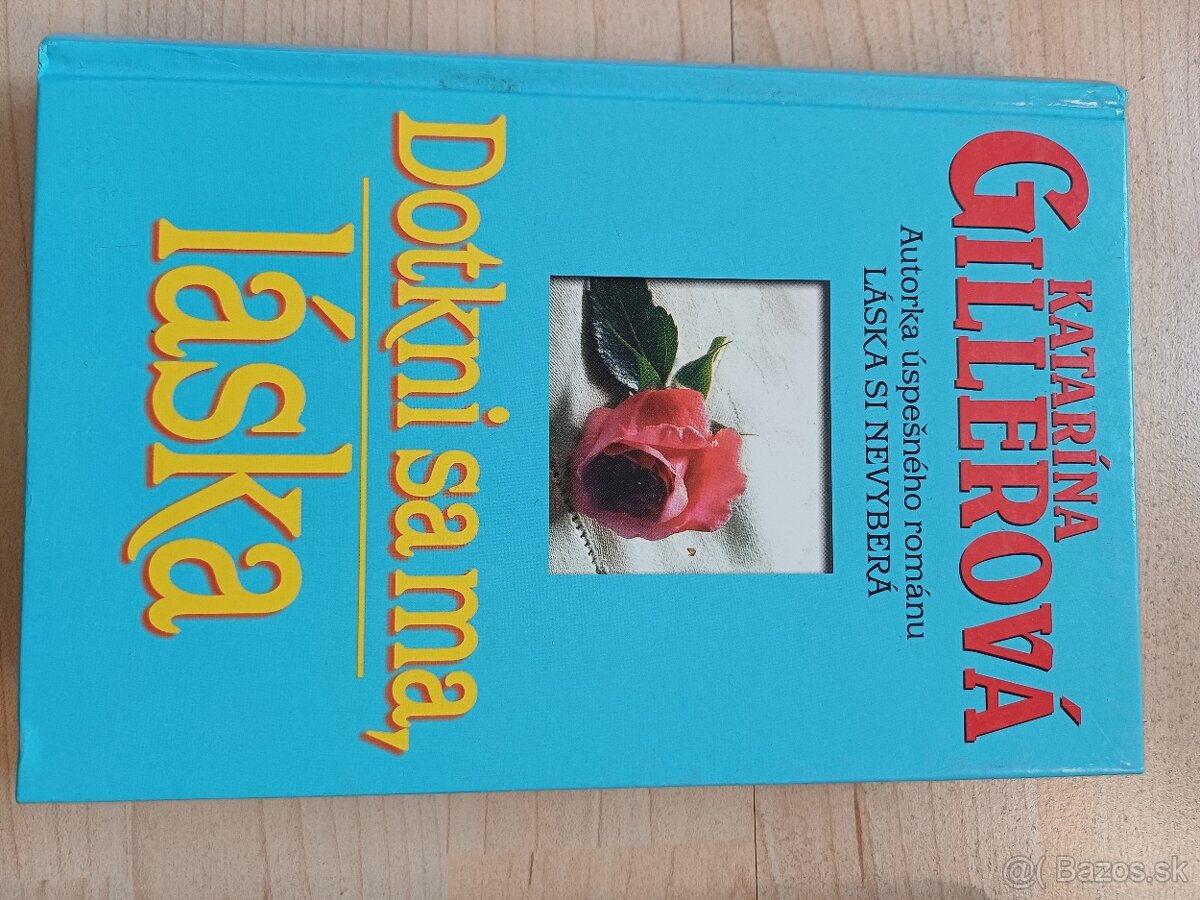 KATARÍNA
GILLEROVÁ
Autorka úspešného románu
LÁSKA SI NEVYBERÁ
Dotkni sa ma,
láska
@( Bazos.sk